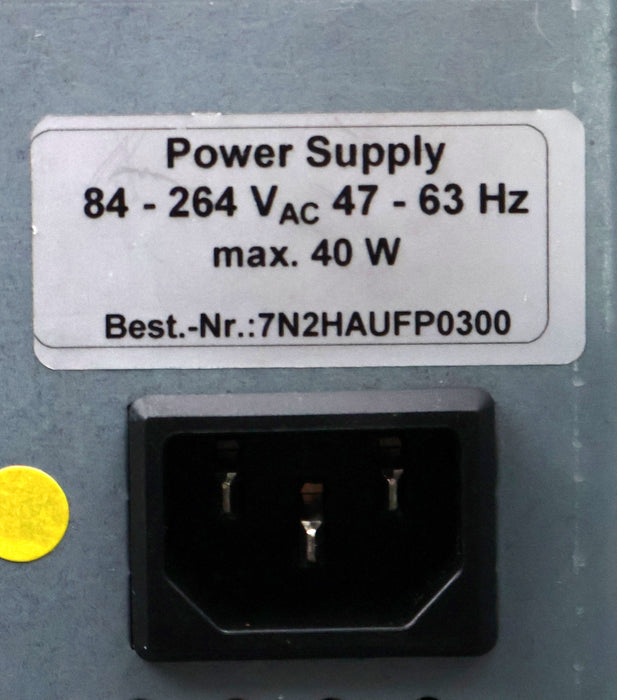 Power Supply
84 - 264 VAC 47 - 63 Hz
max. 40 W
Best.-Nr.:7N2HAUFP0300